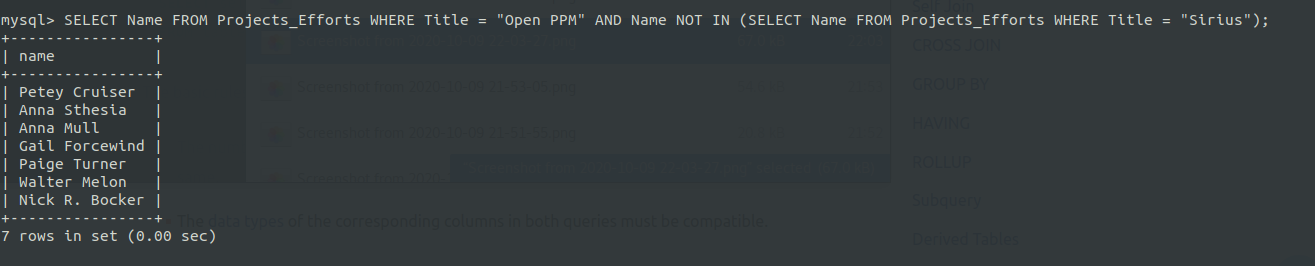 mysql> SELECT Name FROM Projects_Efforts WHERE Title = "Open PPM" AND Name NOT IN (SELECT Name FROM Projects_Efforts WHERE Title = "Sirius");
+----------------+
| name           |
+----------------+
| Petey Cruiser  |
| Anna Sthesia   |
| Anna Mull      |
| Gail Forcewind |
| Paige Turner   |
| Walter Melon   |
| Nick R. Bocker |
+----------------+
7 rows in set (0.00 sec)
Self Join
CROSS JOIN
GROUP BY
HAVING
ROLLUP
Subquery
Derived Tables
The data types of the corresponding columns in both queries must be compatible.